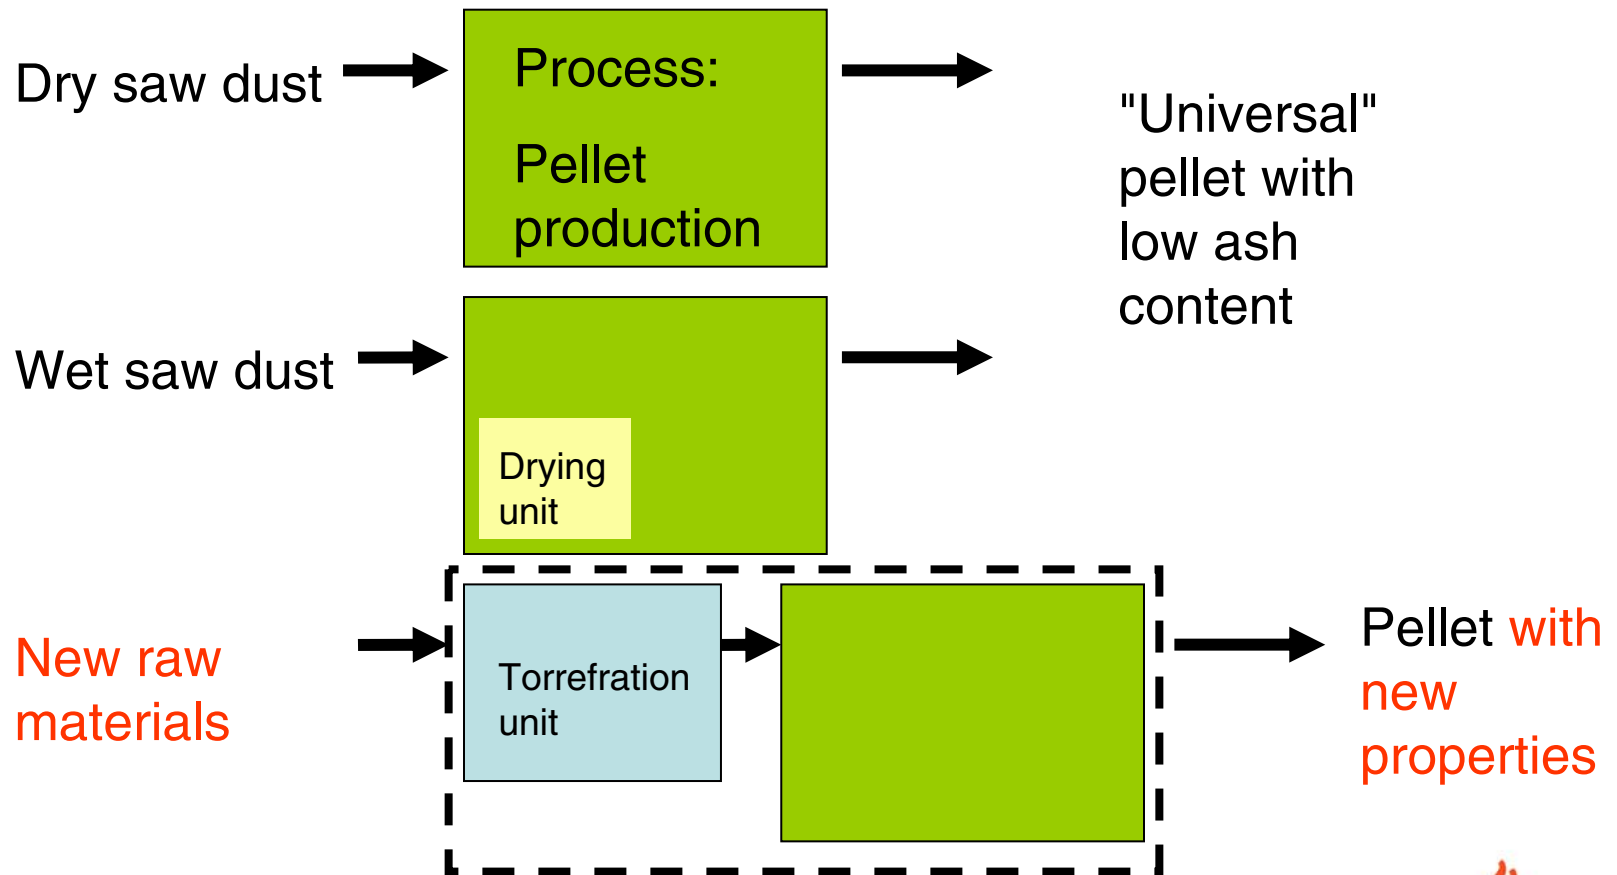 Dry saw dust
Process:
Pellet
production
"Universal"
pellet with
low ash
content
Wet saw dust
Drying
unit
New raw
materials
Torrefration
unit
Pellet with
new
properties